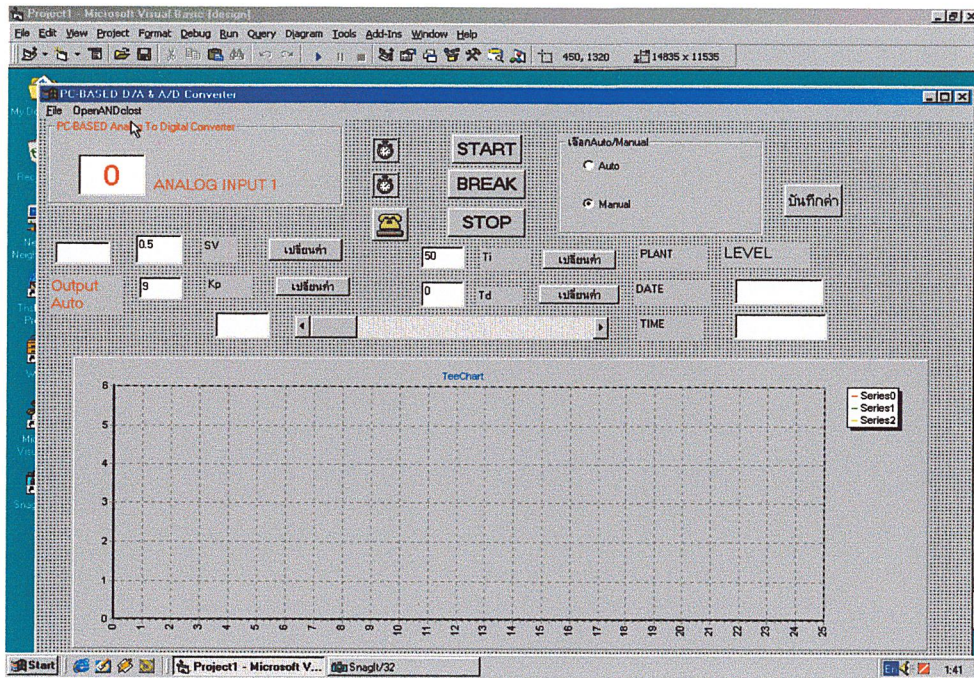 Project1 - Microsoft Visual Basic [design]
File Edit View Project Format Debug Run Query Diagram Tools Add-Ins Window Help
450, 1320 14835 x 11535
PC-BASED D/A & A/D Converter
File OpenANDclost
PC-BASED Analog To Digital Converter
0 ANALOG INPUT 1
START
BREAK
STOP
เลือกAuto/Manual
Auto
Manual
บันทึกค่า
0.5 SV เปลี่ยนค่า
50 Ti เปลี่ยนค่า
PLANT LEVEL
Output Auto
9 Kp เปลี่ยนค่า
0 Td เปลี่ยนค่า
DATE
TIME
TeeChart
Series0
Series1
Series2
6
5
4
3
2
1
0
0 1 2 3 4 5 6 7 8 9 10 11 12 13 14 15 16 17 18 19 20 21 22 23 24 25
Start Project1 - Microsoft V... SnagIt/32 En 1:41